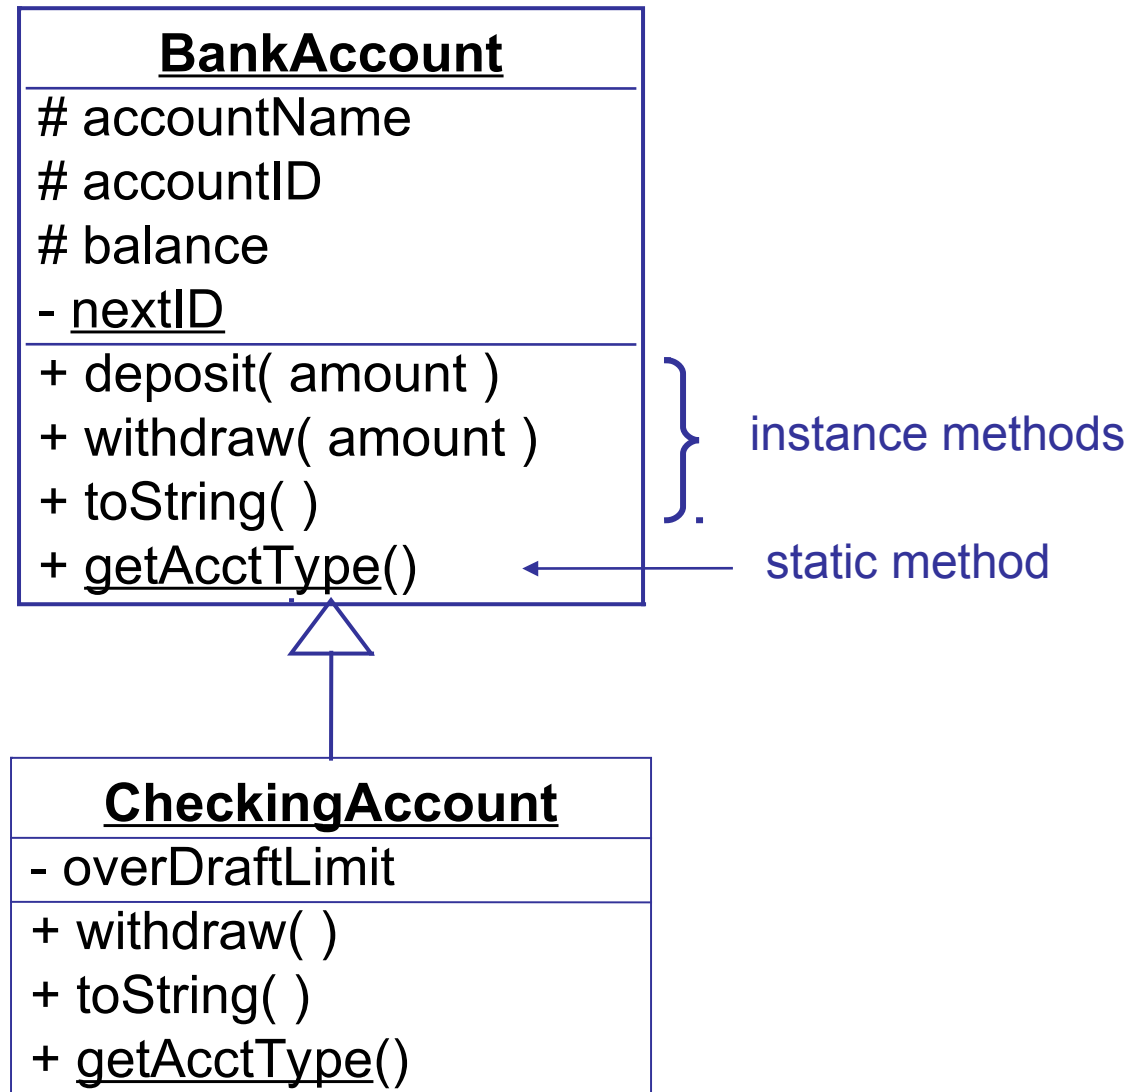 BankAccount
# accountName
# accountID
# balance
- nextID
+ deposit( amount )
+ withdraw( amount )
+ toString( )
+ getAcctType()
instance methods
static method
CheckingAccount
- overDraftLimit
+ withdraw( )
+ toString( )
+ getAcctType()